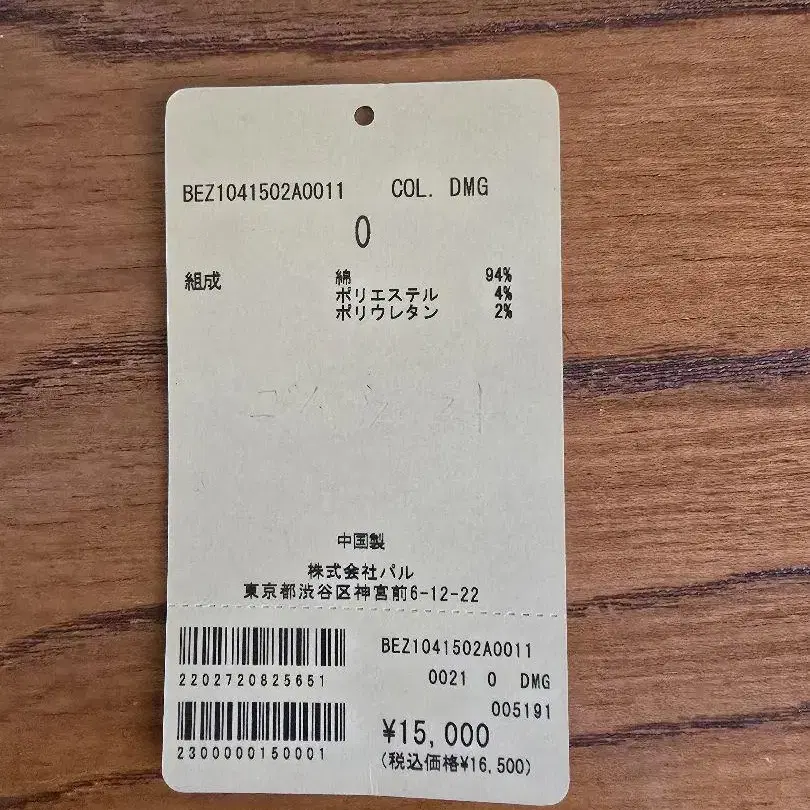 BEZ1041502A0011 COL. DMG
0
組成 綿 94%
ポリエステル 4%
ポリウレタン 2%
中国製
株式会社パル
東京都渋谷区神宮前6-12-22
BEZ1041502A0011
2202720825651
0021 0 DMG
005191
¥15,000
2300000150001
(税込価格¥16,500)